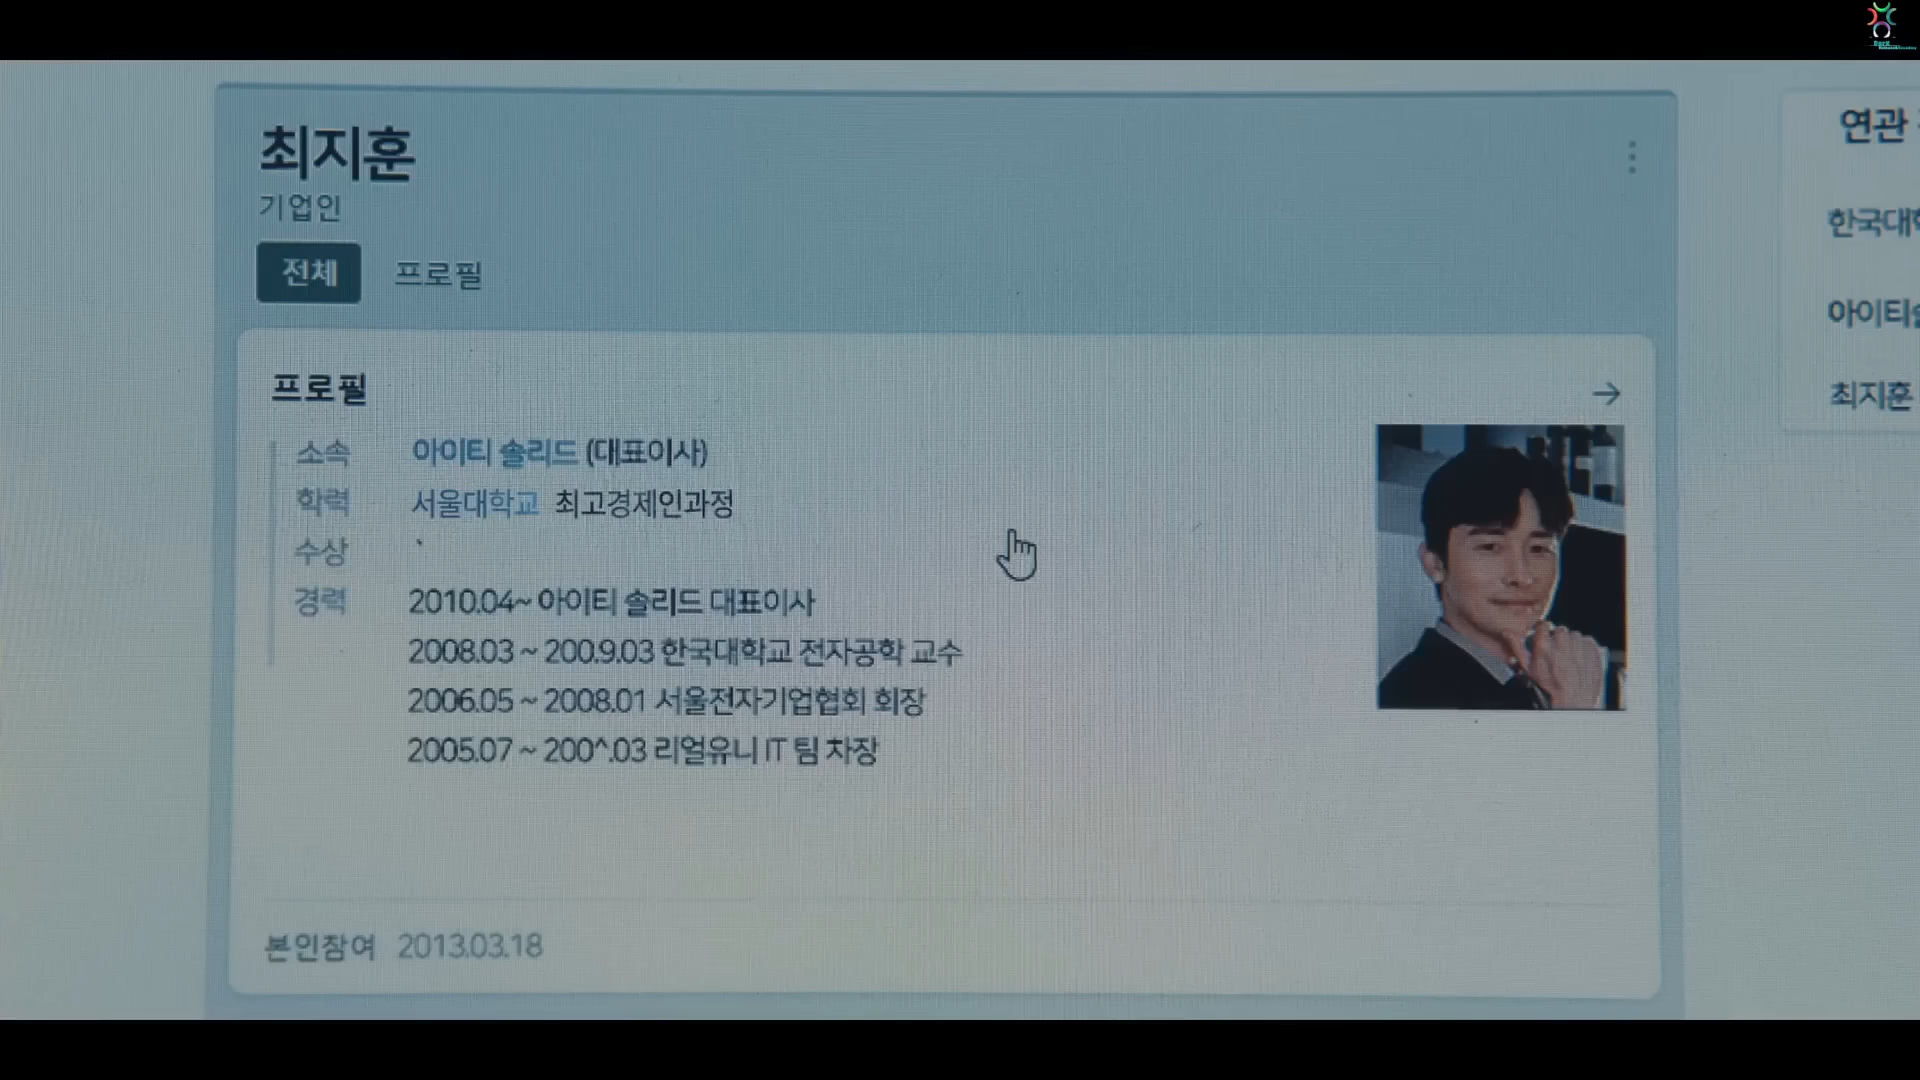 최지훈
기업인
전체 프로필
프로필
소속 아이티 솔리드 (대표이사)
학력 서울대학교 최고경제인과정
수상 `
경력 2010.04~ 아이티 솔리드 대표이사
2008.03 ~ 200.9.03 한국대학교 전자공학 교수
2006.05 ~ 2008.01 서울전자기업협회 회장
2005.07 ~ 200^.03 리얼유니 IT 팀 차장
본인참여 2013.03.18
연관
한국대
아이티
최지훈